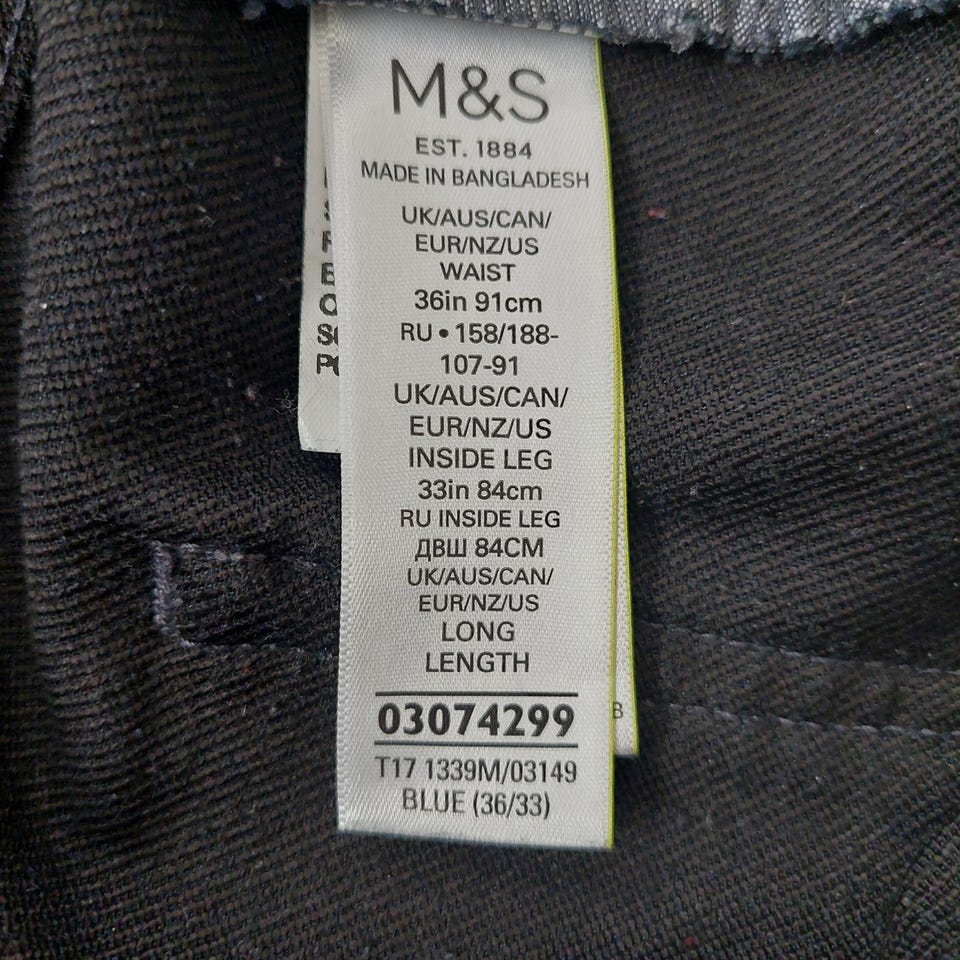 M&S
EST. 1884
MADE IN BANGLADESH
UK/AUS/CAN/
EUR/NZ/US
WAIST
36in 91cm
RU • 158/188-
107-91
UK/AUS/CAN/
EUR/NZ/US
INSIDE LEG
33in 84cm
RU INSIDE LEG
ДВШ 84CM
UK/AUS/CAN/
EUR/NZ/US
LONG
LENGTH
03074299
T17 1339M/03149
BLUE (36/33)
B